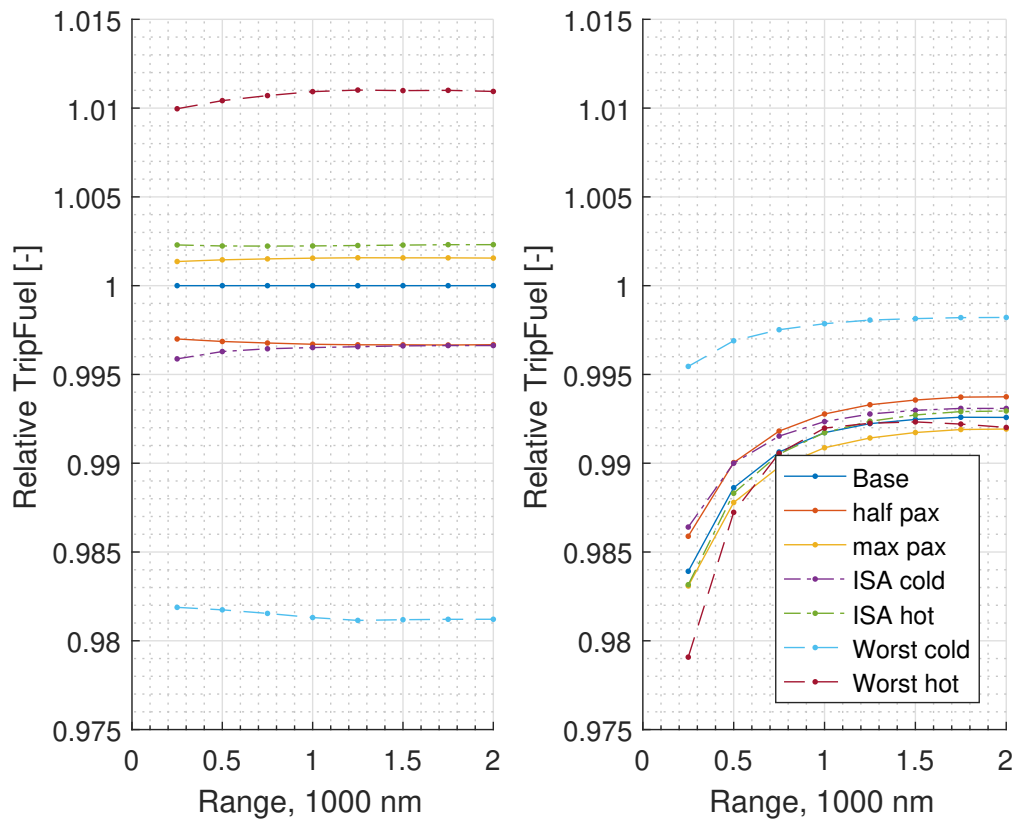 1.015
1.01
1.005
1
0.995
0.99
0.985
0.98
0.975
Relative TripFuel [-]
0 0.5 1 1.5 2
Range, 1000 nm
1.015
1.01
1.005
1
0.995
0.99
0.985
0.98
0.975
Relative TripFuel [-]
Base
half pax
max pax
ISA cold
ISA hot
Worst cold
Worst hot
0 0.5 1 1.5 2
Range, 1000 nm